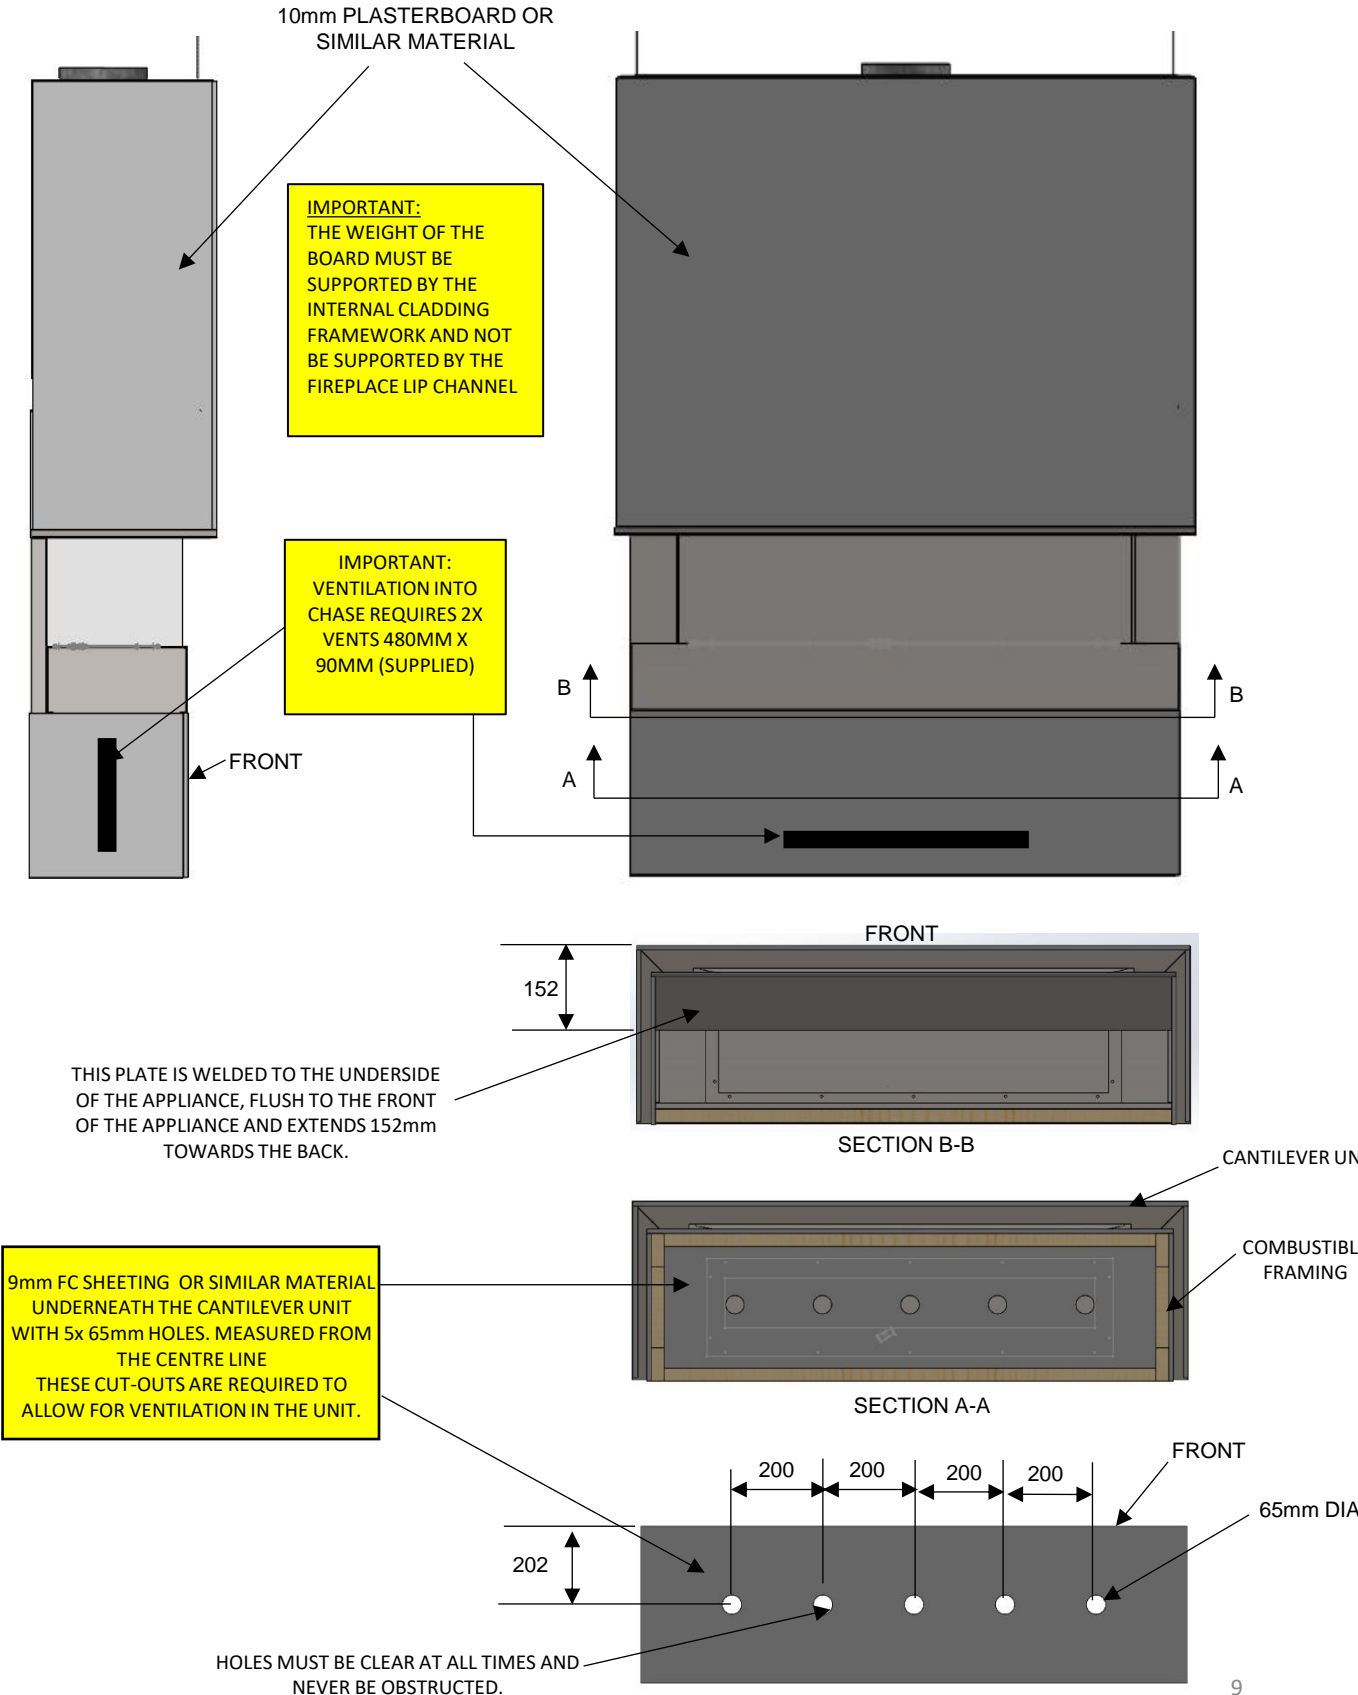 10mm PLASTERBOARD OR
SIMILAR MATERIAL
IMPORTANT:
THE WEIGHT OF THE
BOARD MUST BE
SUPPORTED BY THE
INTERNAL CLADDING
FRAMEWORK AND NOT
BE SUPPORTED BY THE
FIREPLACE LIP CHANNEL
IMPORTANT:
VENTILATION INTO
CHASE REQUIRES 2X
VENTS 480MM X
90MM (SUPPLIED)
B
B
FRONT
A
A
FRONT
152
THIS PLATE IS WELDED TO THE UNDERSIDE
OF THE APPLIANCE, FLUSH TO THE FRONT
OF THE APPLIANCE AND EXTENDS 152mm
TOWARDS THE BACK.
SECTION B-B
CANTILEVER UN
COMBUSTIBL
FRAMING
9mm FC SHEETING OR SIMILAR MATERIAL
UNDERNEATH THE CANTILEVER UNIT
WITH 5x 65mm HOLES. MEASURED FROM
THE CENTRE LINE
THESE CUT-OUTS ARE REQUIRED TO
ALLOW FOR VENTILATION IN THE UNIT.
SECTION A-A
FRONT
200
200
200
200
65mm DIA
202
HOLES MUST BE CLEAR AT ALL TIMES AND
NEVER BE OBSTRUCTED.
9